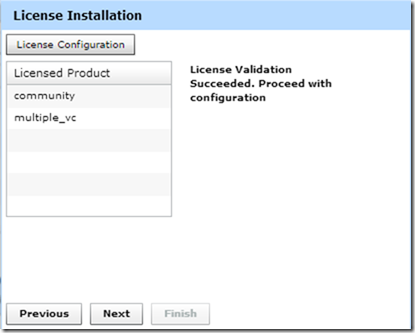 License Installation
License Configuration
Licensed Product
community
multiple_vc
License Validation
Succeeded. Proceed with
configuration
Previous
Next
Finish